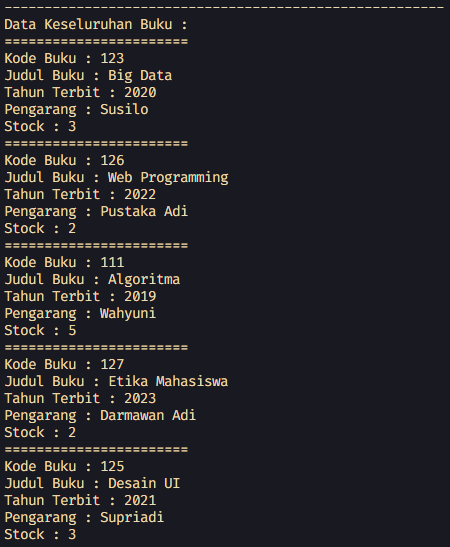 -------------------------------------------------------
Data Keseluruhan Buku :
=======================
Kode Buku : 123
Judul Buku : Big Data
Tahun Terbit : 2020
Pengarang : Susilo
Stock : 3
=======================
Kode Buku : 126
Judul Buku : Web Programming
Tahun Terbit : 2022
Pengarang : Pustaka Adi
Stock : 2
=======================
Kode Buku : 111
Judul Buku : Algoritma
Tahun Terbit : 2019
Pengarang : Wahyuni
Stock : 5
=======================
Kode Buku : 127
Judul Buku : Etika Mahasiswa
Tahun Terbit : 2023
Pengarang : Darmawan Adi
Stock : 2
=======================
Kode Buku : 125
Judul Buku : Desain UI
Tahun Terbit : 2021
Pengarang : Supriadi
Stock : 3